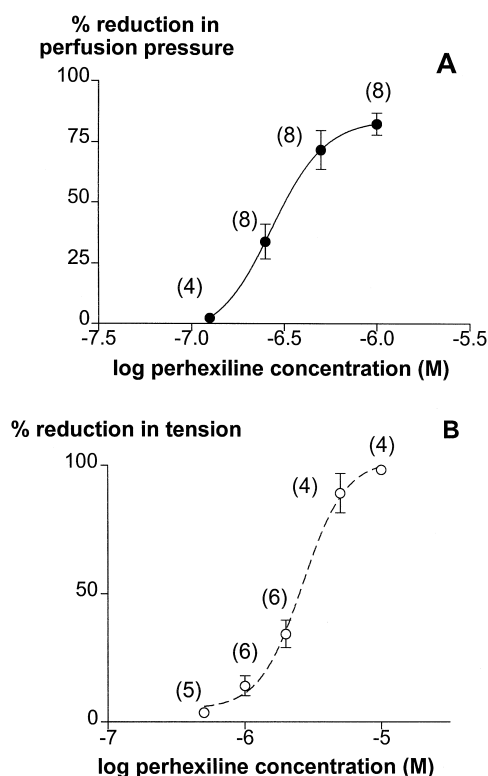 % reduction in
perfusion pressure
A
100
(8)
(8)
75
50
(8)
25
(4)
0
-7.5 -7.0 -6.5 -6.0 -5.5
log perhexiline concentration (M)
% reduction in tension
B
(4)
100
(4)
50
(6)
(6)
(5)
0
-7 -6 -5
log perhexiline concentration (M)